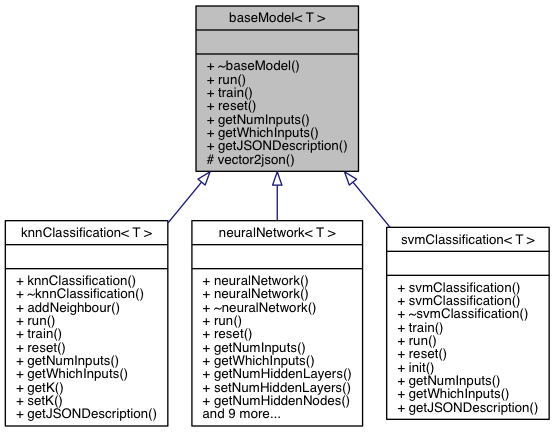 baseModel< T >
+ ~baseModel()
+ run()
+ train()
+ reset()
+ getNumInputs()
+ getWhichInputs()
+ getJSONDescription()
# vector2json()
knnClassification< T >
+ knnClassification()
+ ~knnClassification()
+ addNeighbour()
+ run()
+ train()
+ reset()
+ getNumInputs()
+ getWhichInputs()
+ getK()
+ setK()
+ getJSONDescription()
neuralNetwork< T >
+ neuralNetwork()
+ neuralNetwork()
+ ~neuralNetwork()
+ run()
+ reset()
+ getNumInputs()
+ getWhichInputs()
+ getNumHiddenLayers()
+ setNumHiddenLayers()
+ getNumHiddenNodes()
and 9 more...
svmClassification< T >
+ svmClassification()
+ svmClassification()
+ ~svmClassification()
+ train()
+ run()
+ reset()
+ init()
+ getNumInputs()
+ getWhichInputs()
+ getJSONDescription()